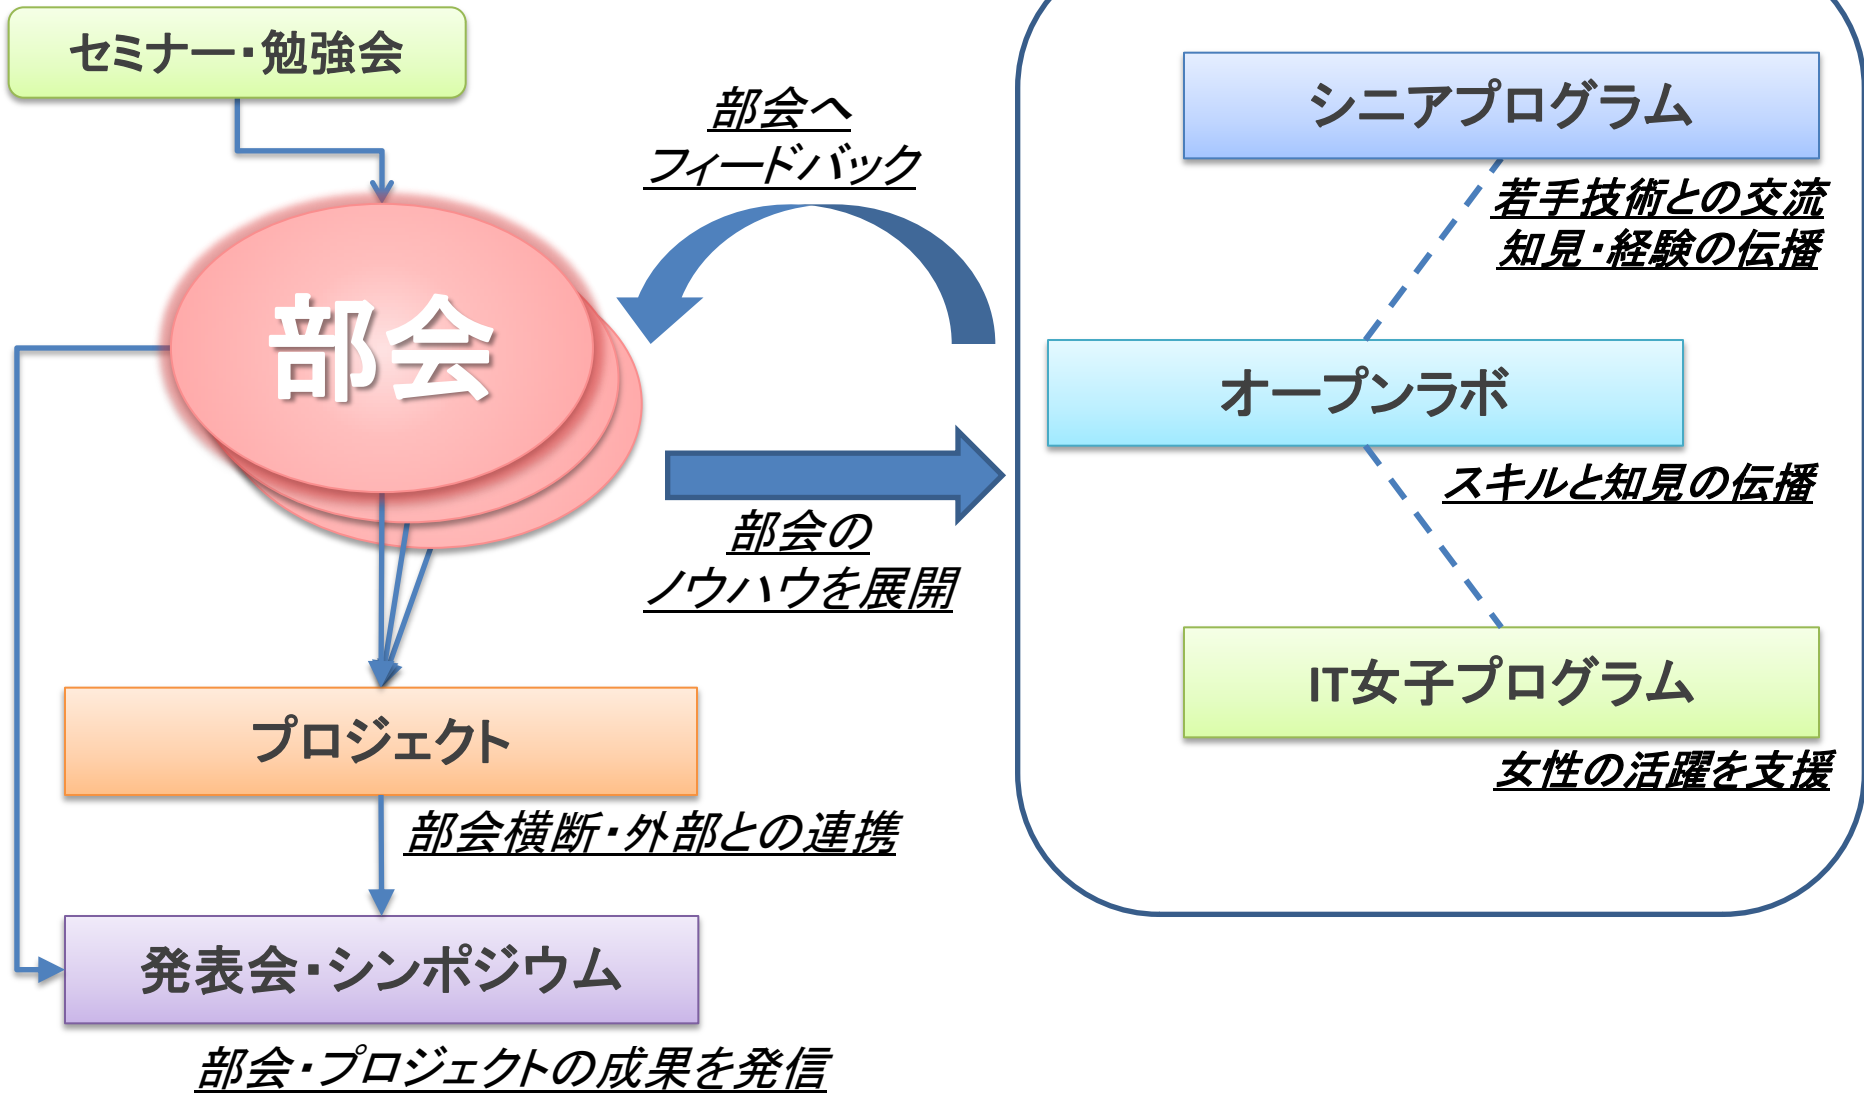 セミナー・勉強会
部会へ
フィードバック
部会
部会の
ノウハウを展開
プロジェクト
部会横断・外部との連携
発表会・シンポジウム
部会・プロジェクトの成果を発信
シニアプログラム
若手技術との交流
知見・経験の伝播
オープンラボ
スキルと知見の伝播
IT女子プログラム
女性の活躍を支援